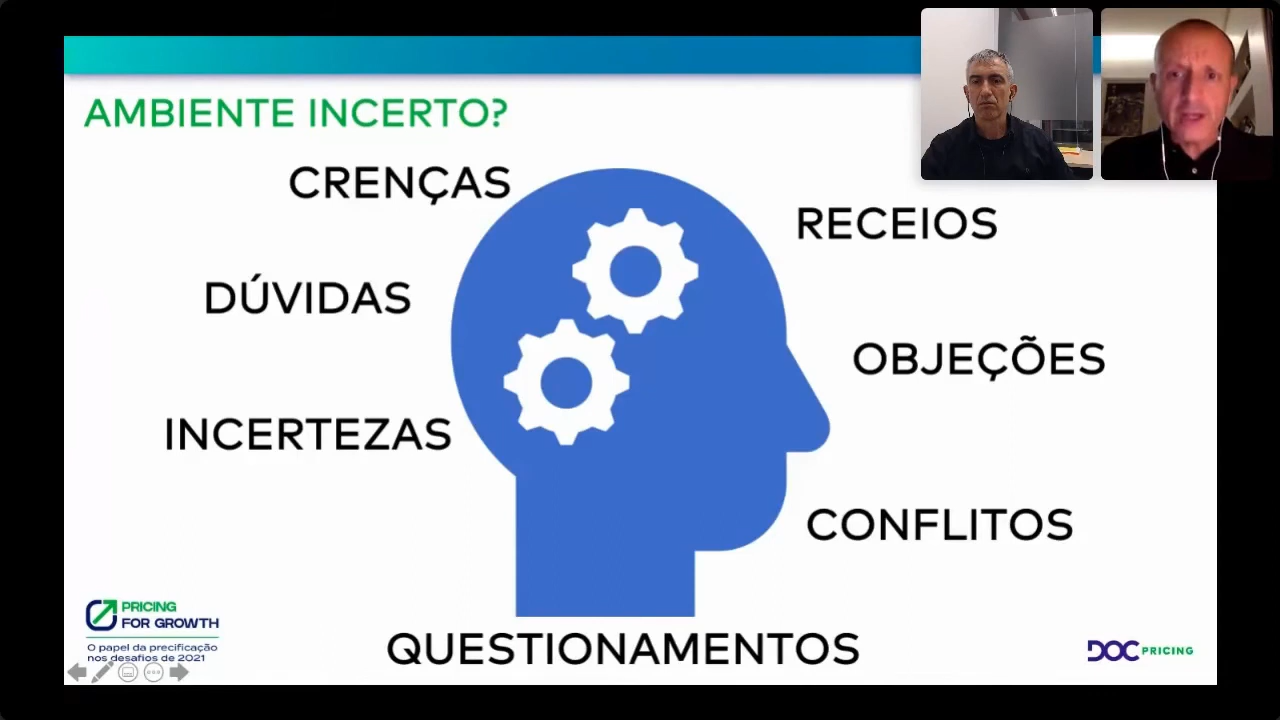 AMBIENTE INCERTO?
CRENÇAS
RECEIOS
DÚVIDAS
OBJEÇÕES
INCERTEZAS
CONFLITOS
QUESTIONAMENTOS
PRICING
FOR GROWTH
O papel da precificação
nos desafios de 2021
DOC PRICING